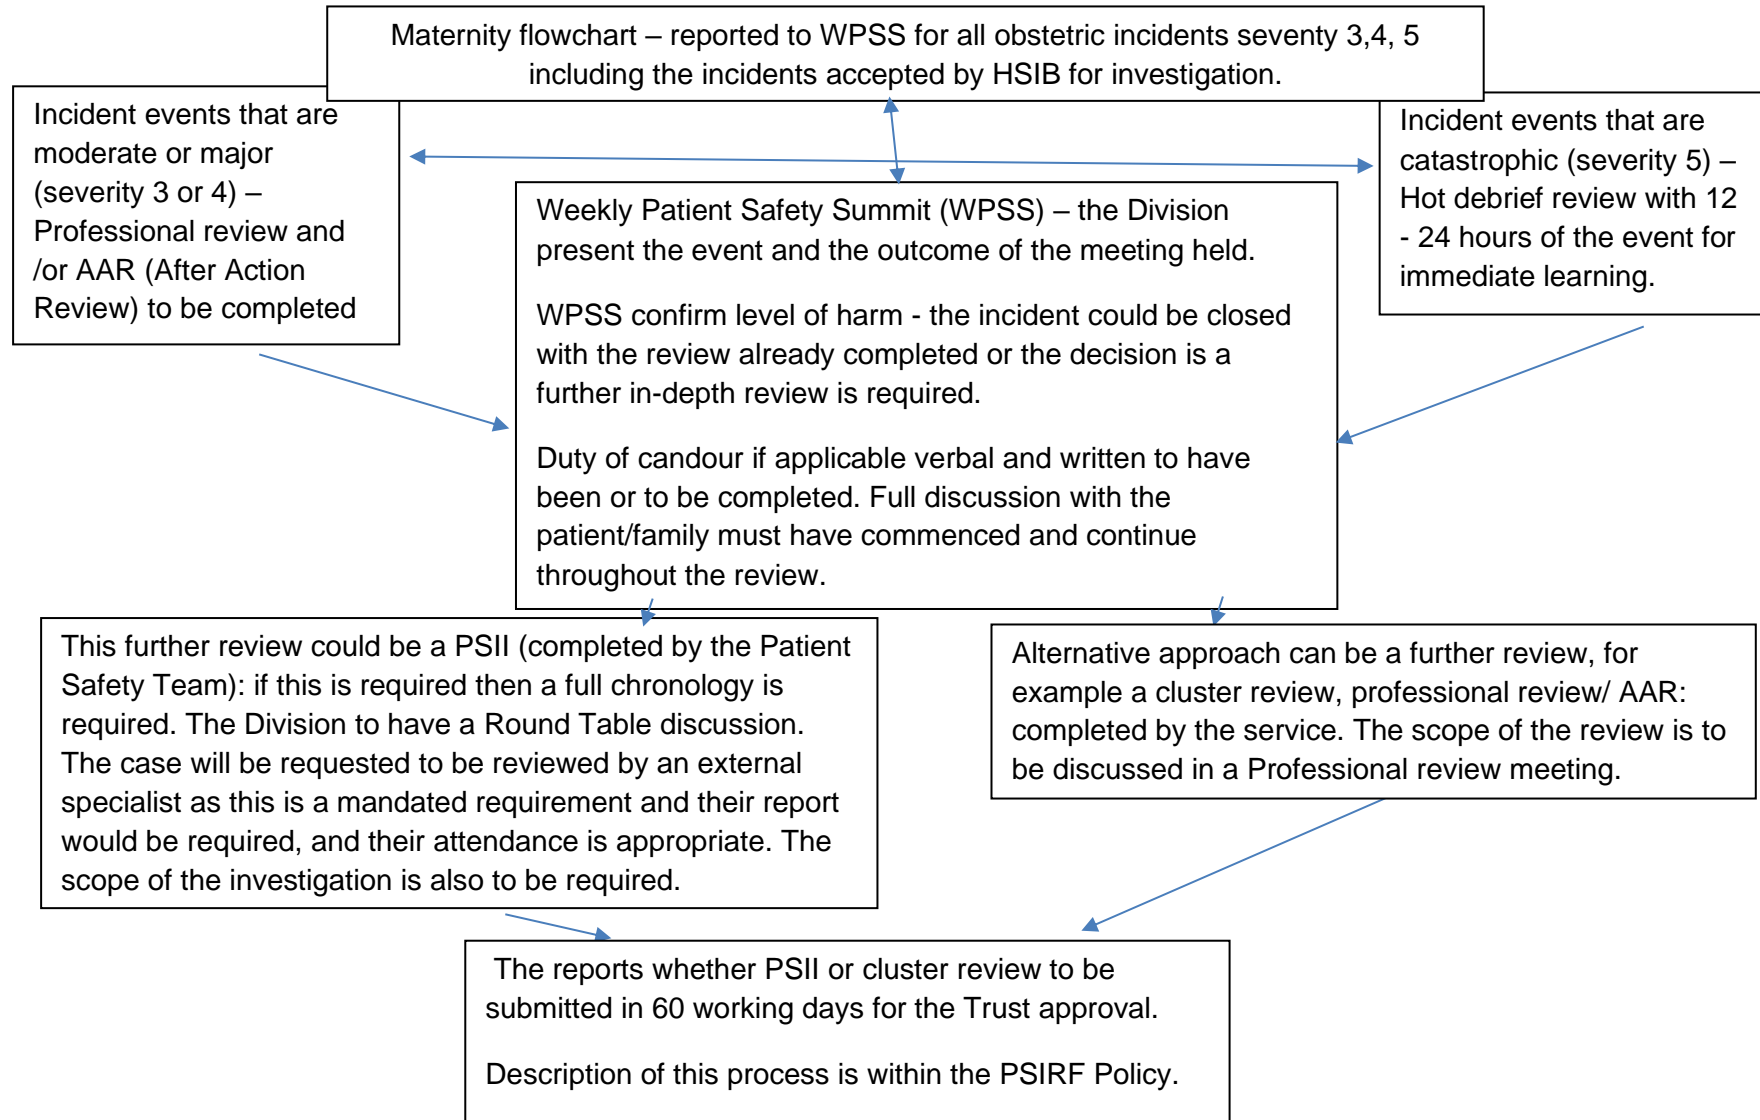 Maternity flowchart – reported to WPSS for all obstetric incidents seventy 3,4, 5
including the incidents accepted by HSIB for investigation.
Incident events that are
moderate or major
(severity 3 or 4) –
Professional review and
/or AAR (After Action
Review) to be completed
Incident events that are
catastrophic (severity 5) –
Hot debrief review with 12
- 24 hours of the event for
immediate learning.
Weekly Patient Safety Summit (WPSS) – the Division
present the event and the outcome of the meeting held.
WPSS confirm level of harm - the incident could be closed
with the review already completed or the decision is a
further in-depth review is required.
Duty of candour if applicable verbal and written to have
been or to be completed. Full discussion with the
patient/family must have commenced and continue
throughout the review.
This further review could be a PSII (completed by the Patient
Safety Team): if this is required then a full chronology is
required. The Division to have a Round Table discussion.
The case will be requested to be reviewed by an external
specialist as this is a mandated requirement and their report
would be required, and their attendance is appropriate. The
scope of the investigation is also to be required.
Alternative approach can be a further review, for
example a cluster review, professional review/ AAR:
completed by the service. The scope of the review is to
be discussed in a Professional review meeting.
The reports whether PSII or cluster review to be
submitted in 60 working days for the Trust approval.
Description of this process is within the PSIRF Policy.